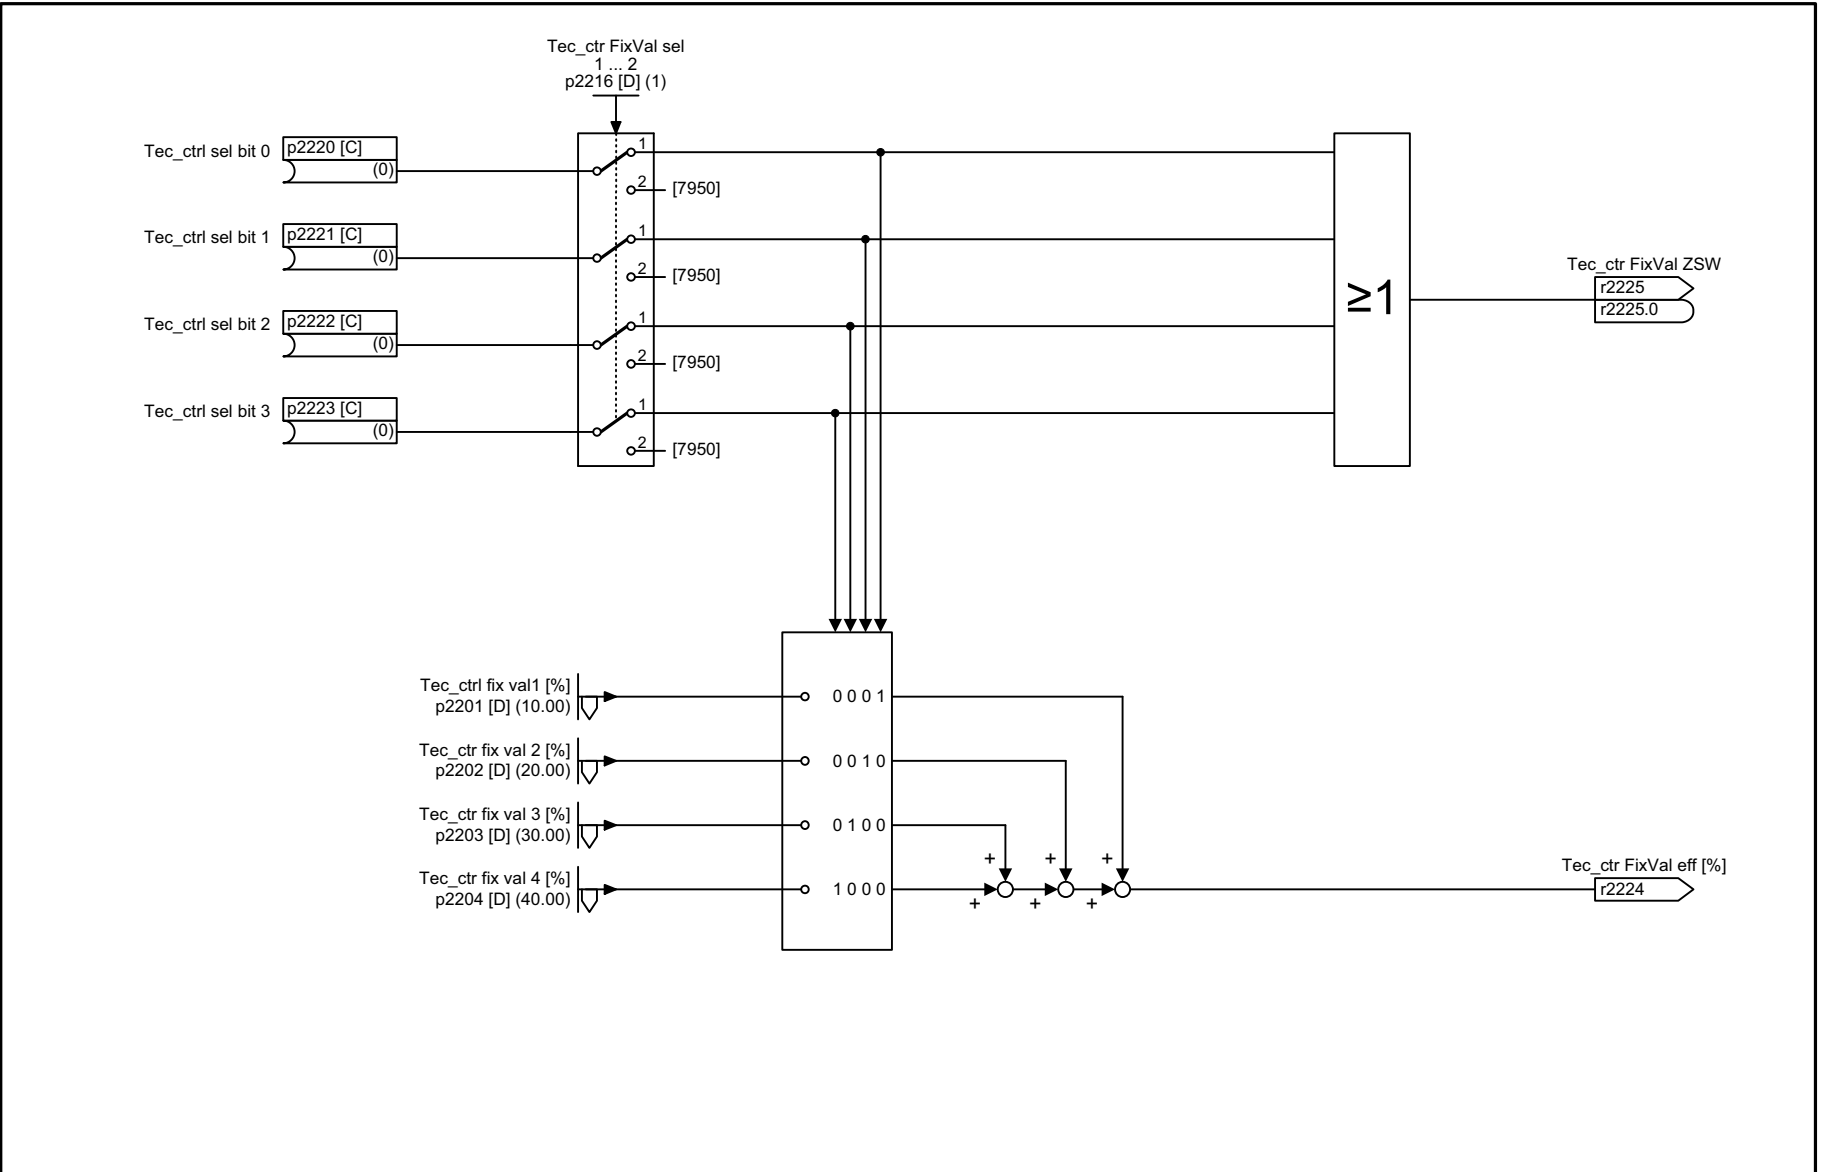 Tec_ctr FixVal sel
1 ... 2
p2216 [D] (1)
Tec_ctrl sel bit 0
p2220 [C]
(0)
1
2
[7950]
Tec_ctrl sel bit 1
p2221 [C]
(0)
1
2
[7950]
Tec_ctr FixVal ZSW
r2225
r2225.0
≥1
Tec_ctrl sel bit 2
p2222 [C]
(0)
1
2
[7950]
Tec_ctrl sel bit 3
p2223 [C]
(0)
1
2
[7950]
Tec_ctrl fix val1 [%]
p2201 [D] (10.00)
0 0 0 1
Tec_ctr fix val 2 [%]
p2202 [D] (20.00)
0 0 1 0
Tec_ctr fix val 3 [%]
p2203 [D] (30.00)
0 1 0 0
Tec_ctr fix val 4 [%]
p2204 [D] (40.00)
1 0 0 0
+
+
+
+
+
+
Tec_ctr FixVal eff [%]
r2224